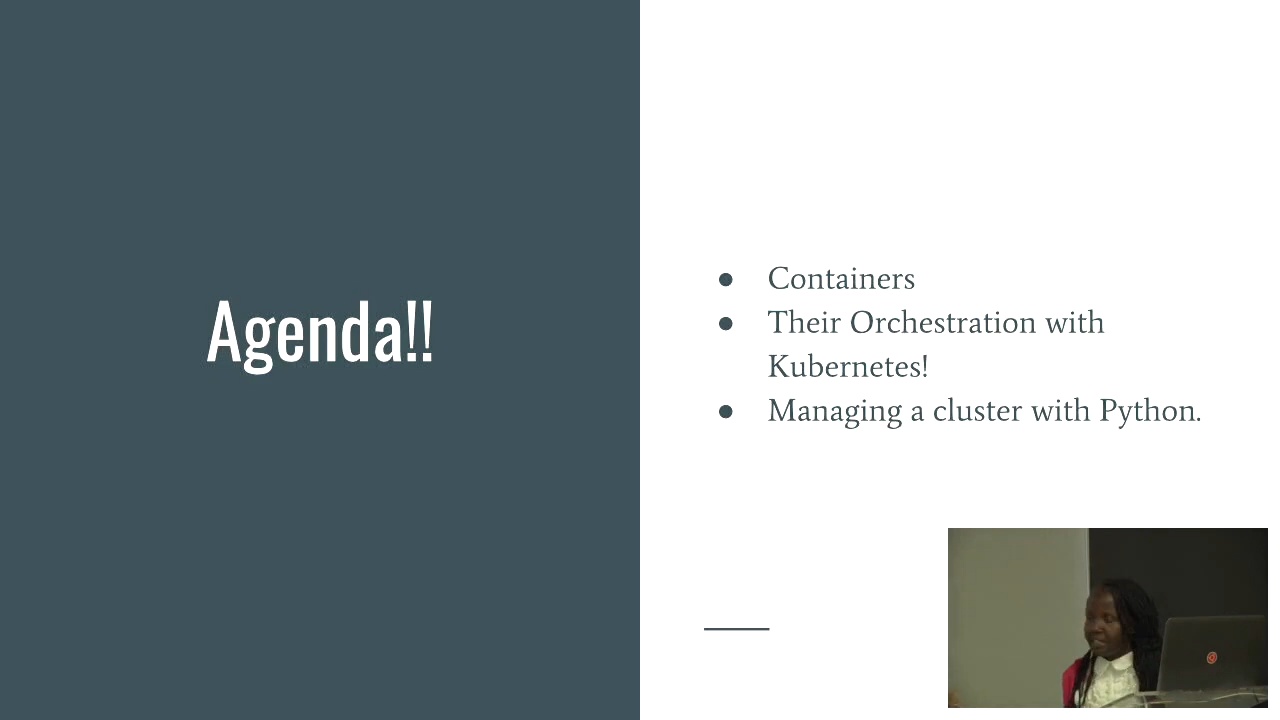 Agenda!!
● Containers
● Their Orchestration with
Kubernetes!
● Managing a cluster with Python.